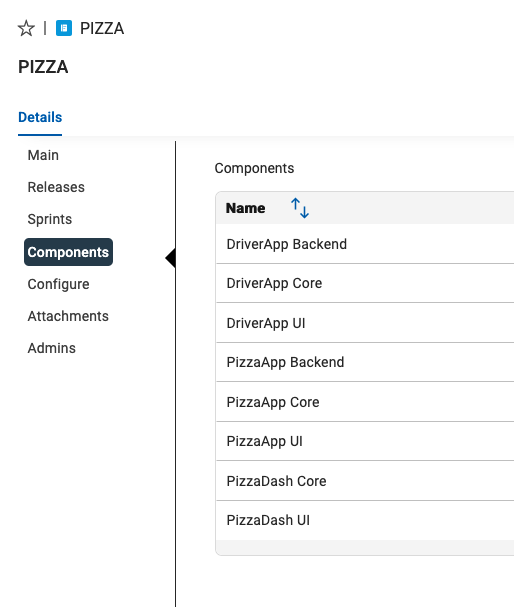 PIZZA
PIZZA
Details
Main
Releases
Sprints
Components
Configure
Attachments
Admins
Components
Name
DriverApp Backend
DriverApp Core
DriverApp UI
PizzaApp Backend
PizzaApp Core
PizzaApp UI
PizzaDash Core
PizzaDash UI